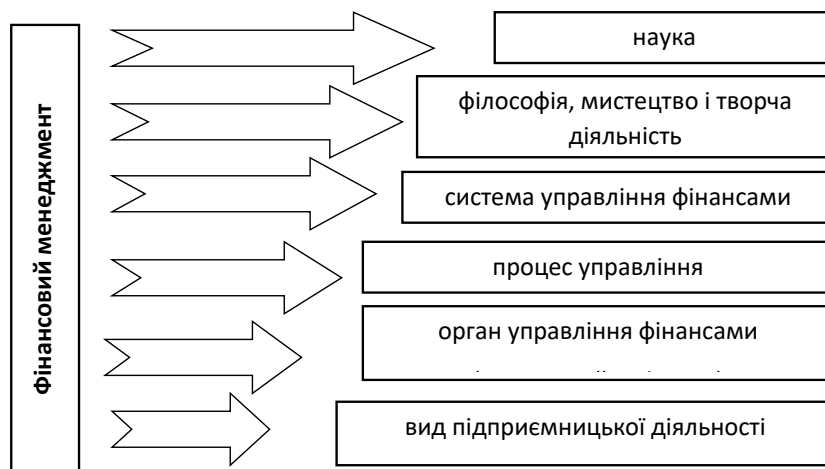 Фінансовий менеджмент
наука
філософія, мистецтво і творча
діяльність
система управління фінансами
процес управління
орган управління фінансами
вид підприємницької діяльності